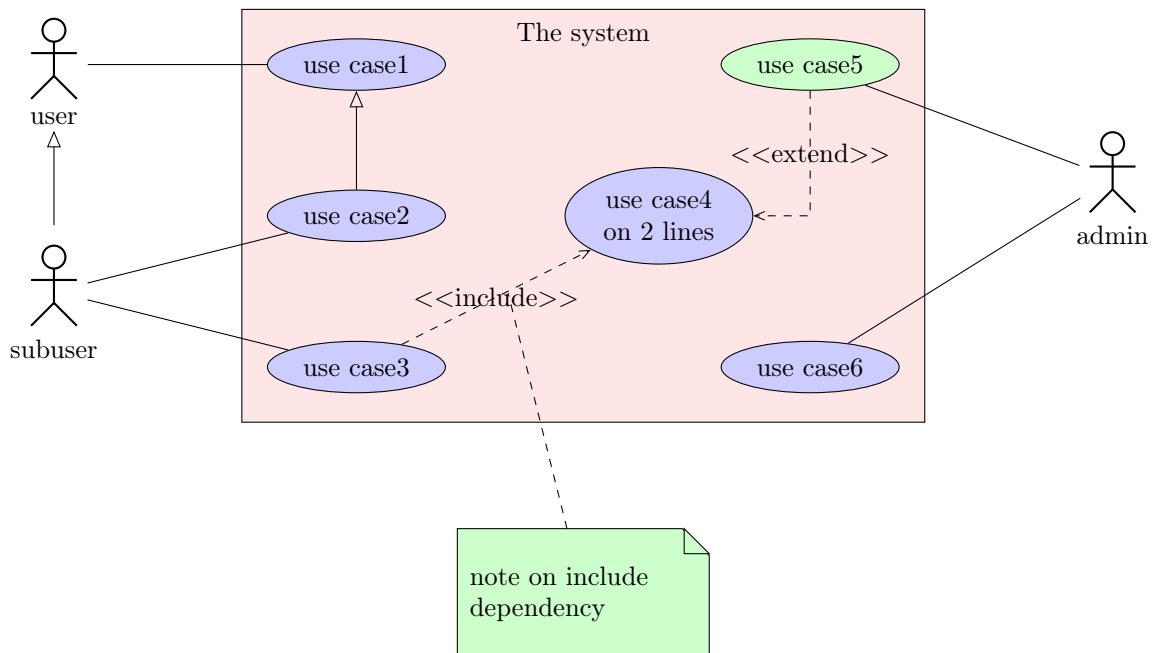 The system
use case1
use case5
user
<<extend>>
use case2
use case4
on 2 lines
admin
<<include>>
subuser
use case3
use case6
note on include
dependency